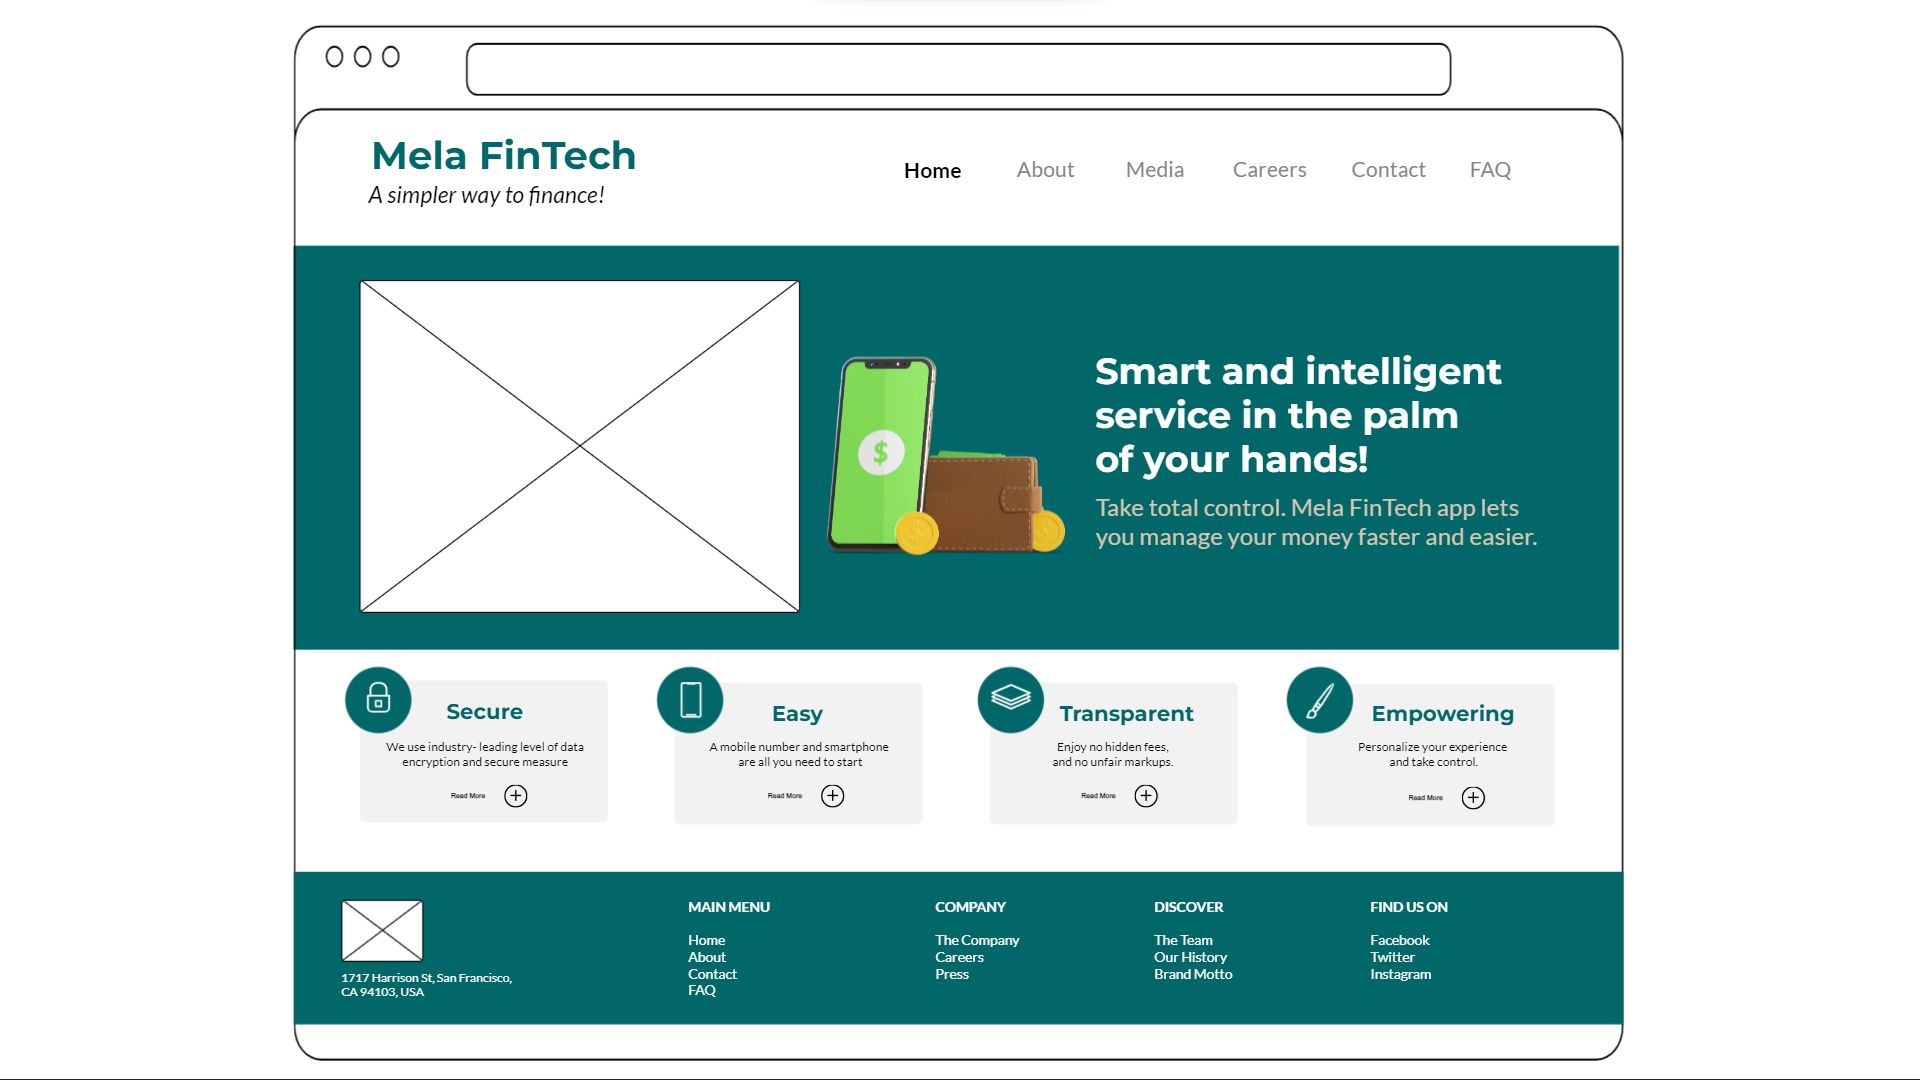 Mela FinTech
A simpler way to finance!
Home
About
Media
Careers
Contact
FAQ
$
Smart and intelligent
service in the palm
of your hands!
Take total control. Mela FinTech app lets
you manage your money faster and easier.
Secure
We use industry- leading level of data
encryption and secure measure
Read More
Easy
A mobile number and smartphone
are all you need to start
Read More
Transparent
Enjoy no hidden fees,
and no unfair markups.
Read More
Empowering
Personalize your experience
and take control.
Read More
1717 Harrison St, San Francisco,
CA 94103, USA
MAIN MENU
Home
About
Contact
FAQ
COMPANY
The Company
Careers
Press
DISCOVER
The Team
Our History
Brand Motto
FIND US ON
Facebook
Twitter
Instagram